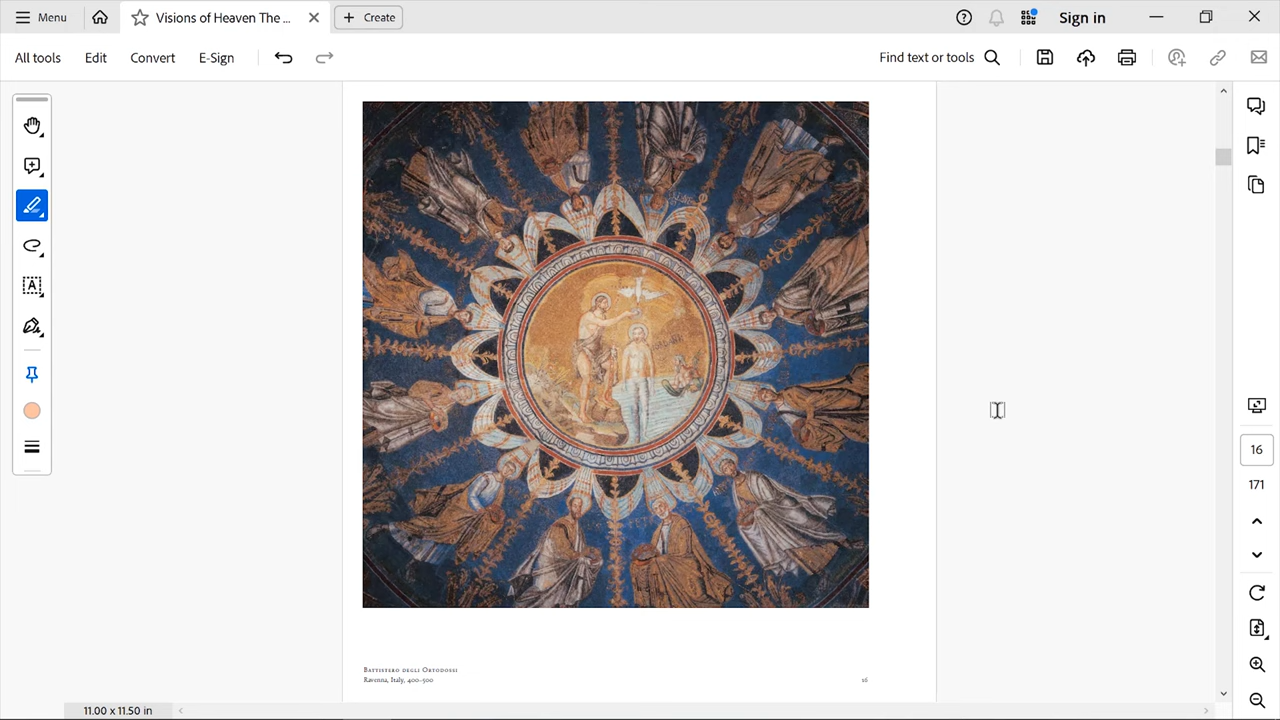 Menu
Visions of Heaven The ...
Create
Sign in
All tools
Edit
Convert
E-Sign
Find text or tools
16
171
Battistero degli Ortodossi
Ravenna, Italy, 400–500
16
11.00 x 11.50 in